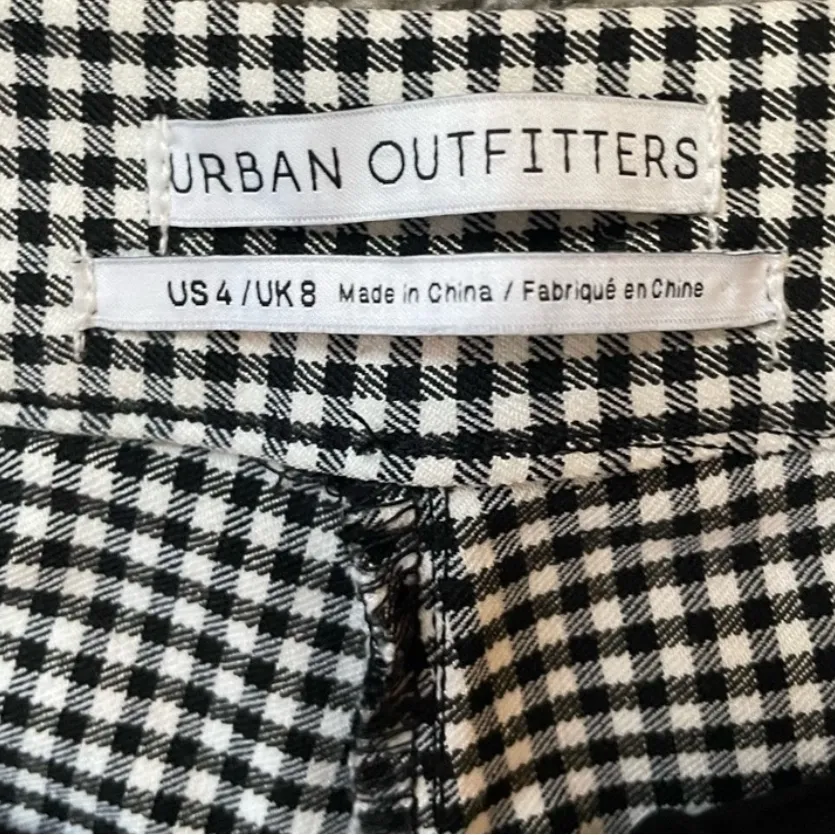 URBAN OUTFITTERS
US 4 / UK 8 Made in China / Fabriqué en Chine